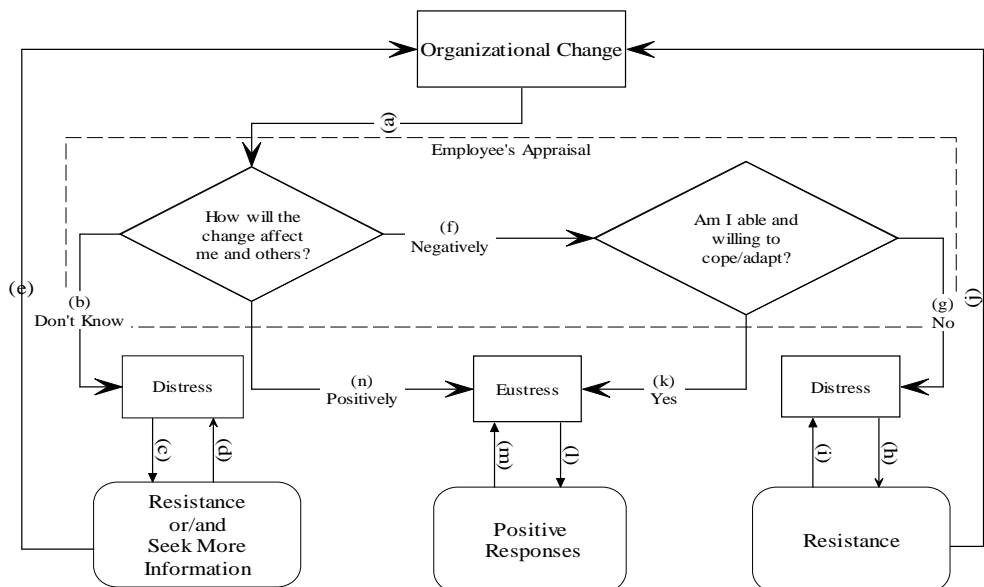 Organizational Change
(a)
Employee's Appraisal
How will the
change affect
me and others?
(f)
Negatively
Am I able and
willing to
cope/adapt?
(e)
(b)
Don't Know
(g)
No
(j)
Distress
(n)
Positively
Eustress
(k)
Yes
Distress
(c)
(d)
(m)
(l)
(i)
(h)
Resistance
or/and
Seek More
Information
Positive
Responses
Resistance